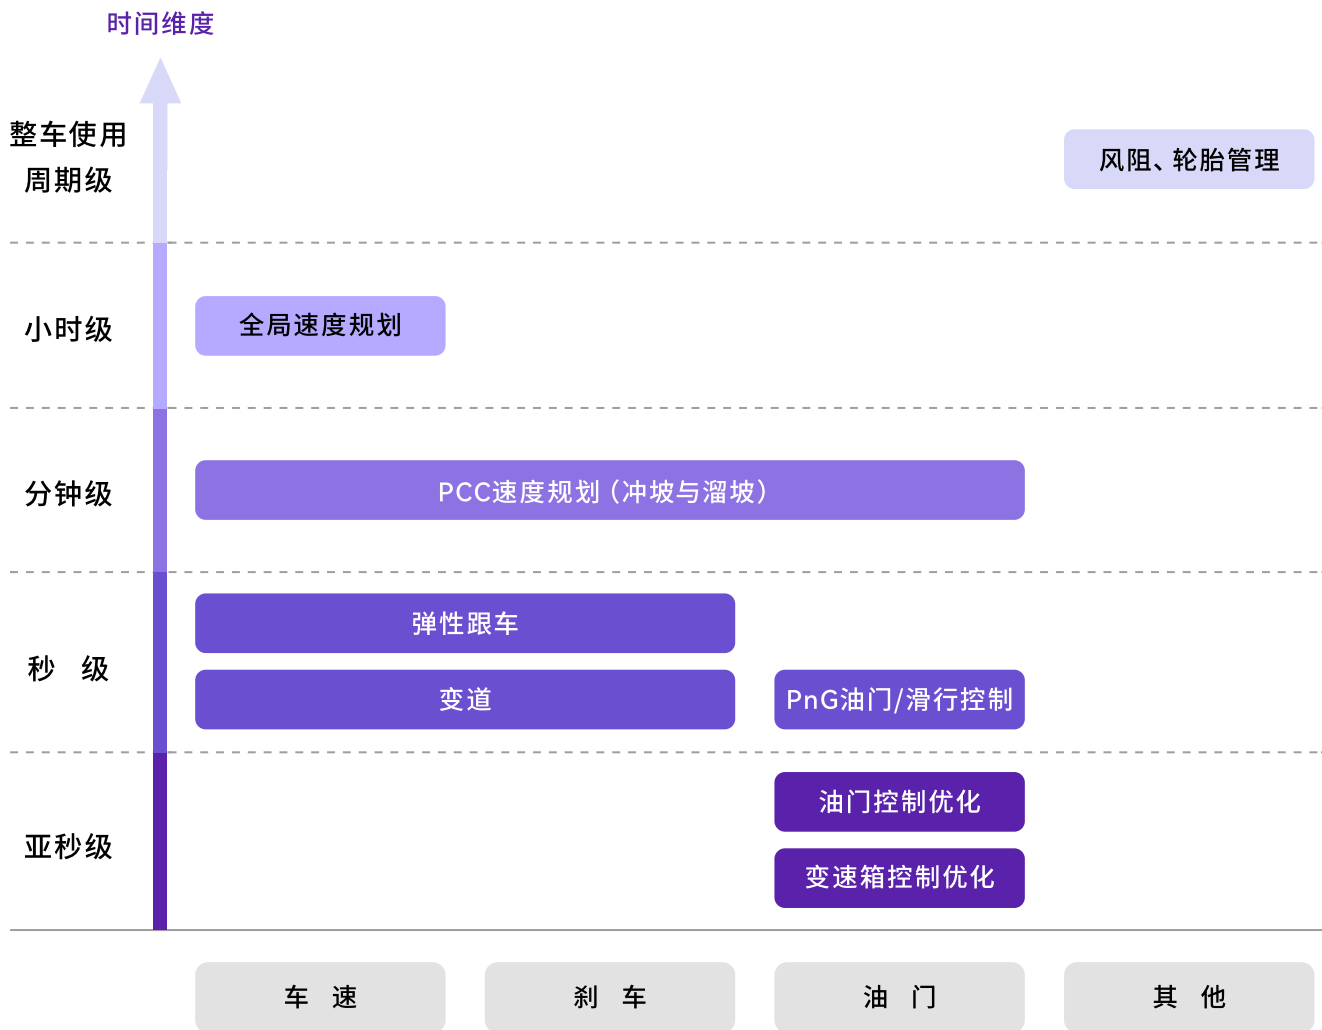 时间维度
整车使用
周期级
风阻、轮胎管理
小时级
全局速度规划
分钟级
PCC速度规划（冲坡与溜坡）
秒 级
弹性跟车
变道
PnG油门/滑行控制
亚秒级
油门控制优化
变速箱控制优化
车 速
刹 车
油 门
其 他